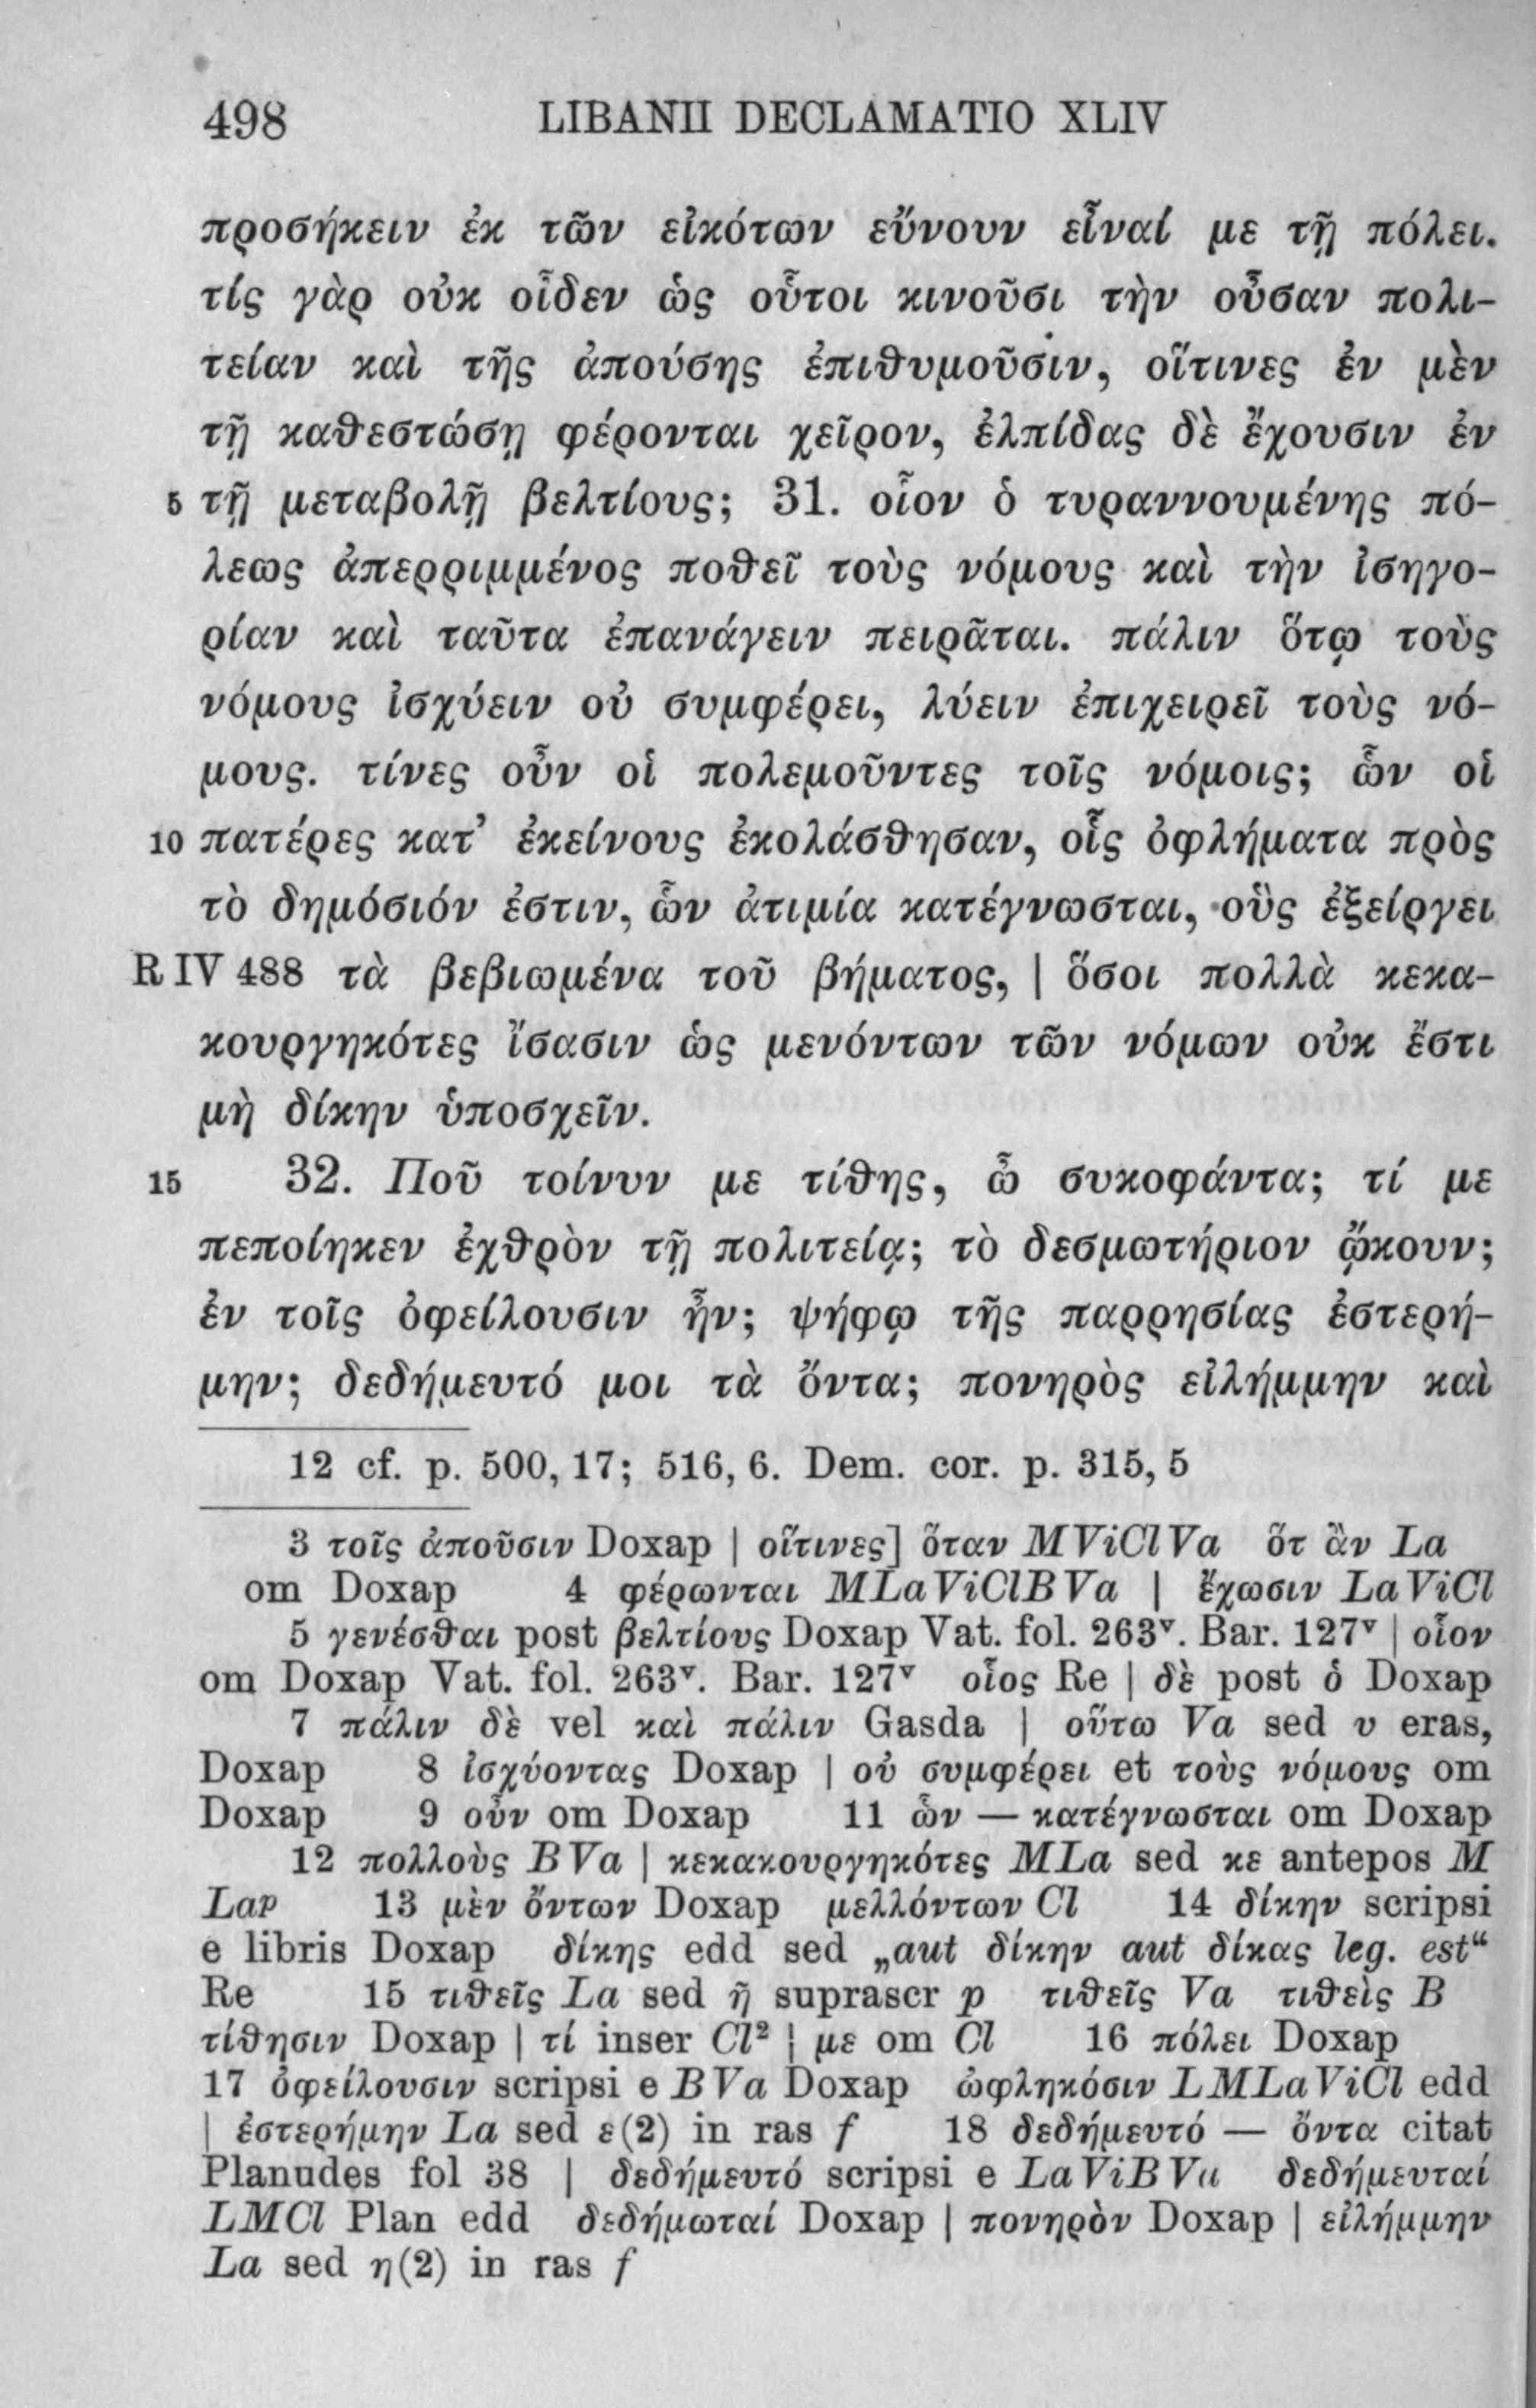 498 LIBANII DECLAMATIO XLIV
προσήκειν ἐκ τῶν εἰκότων εὔνουν εἶναί με τῇ πόλει.
τίς γὰρ οὐκ οἶδεν ὡς οὗτοι κινοῦσι τὴν οὖσαν πολι-
τείαν καὶ τῆς ἀπούσης ἐπιθυμοῦσιν, οἵτινες ἐν μὲν
τῇ καθεστώσῃ φέρονται χεῖρον, ἐλπίδας δὲ ἔχουσιν ἐν
5 τῇ μεταβολῇ βελτίους; 31. οἷον ὁ τυραννουμένης πό-
λεως ἀπερριμμένος ποθεῖ τοὺς νόμους καὶ τὴν ἰσηγο-
ρίαν καὶ ταῦτα ἐπανάγειν πειρᾶται. πάλιν ὅτῳ τοὺς
νόμους ἰσχύειν οὐ συμφέρει, λύειν ἐπιχειρεῖ τοὺς νό-
μους. τίνες οὖν οἱ πολεμοῦντες τοῖς νόμοις; ὧν οἱ
10 πατέρες κατ’ ἐκείνους ἐκολάσθησαν, οἷς ὀφλήματα πρὸς
τὸ δημόσιόν ἐστιν, ὧν ἀτιμία κατέγνωσται, οὓς ἐξείργει
R IV 488 τὰ βεβιωμένα τοῦ βήματος, | ὅσοι πολλὰ κεκα-
κουργηκότες ἴσασιν ὡς μενόντων τῶν νόμων οὐκ ἔστι
μὴ δίκην ὑποσχεῖν.
15 32. Ποῦ τοίνυν με τίθης, ὦ συκοφάντα; τί με
πεποίηκεν ἐχθρὸν τῇ πολιτείᾳ; τὸ δεσμωτήριον ᾤκουν;
ἐν τοῖς ὀφείλουσιν ἦν; ψήφῳ τῆς παρρησίας ἐστερή-
μην; δεδήμευτό μοι τὰ ὄντα; πονηρὸς εἰλήμμην καὶ
12 cf. p. 500, 17; 516, 6. Dem. cor. p. 315, 5
3 τοῖς ἀποῦσιν Doxap | οἵτινες] ὅταν MViClVa ὅτ ἂν La
om Doxap 4 φέρωνται MLaViClBVa | ἔχωσιν LaViCl
5 γενέσθαι post βελτίους Doxap Vat. fol. 263ᵛ. Bar. 127ᵛ | οἷον
om Doxap Vat. fol. 263ᵛ. Bar. 127ᵛ οἷος Re | δὲ post ὁ Doxap
7 πάλιν δὲ vel καὶ πάλιν Gasda | οὕτω Va sed υ eras,
Doxap 8 ἰσχύοντας Doxap | οὐ συμφέρει et τοὺς νόμους om
Doxap 9 οὖν om Doxap 11 ὧν — κατέγνωσται om Doxap
12 πολλοὺς BVa | κεκακουργηκότες MLa sed κε antepos M
Laᵖ 13 μὲν ὄντων Doxap μελλόντων Cl 14 δίκην scripsi
e libris Doxap δίκης edd sed „aut δίκην aut δίκας leg. est“
Re 15 τιθεῖς La sed ῆ suprascr p τιθεῖς Va τιθεὶς B
τίθησιν Doxap | τί inser Cl² | με om Cl 16 πόλει Doxap
17 ὀφείλουσιν scripsi e BVa Doxap ὠφληκόσιν LMLaViCl edd
| ἐστερήμην La sed ε(2) in ras f 18 δεδήμευτό — ὄντα citat
Planudes fol 38 | δεδήμευτό scripsi e LaViBVa δεδήμευταί
LMCl Plan edd δεδήμωταί Doxap | πονηρὸν Doxap | εἰλήμμην
La sed η(2) in ras f